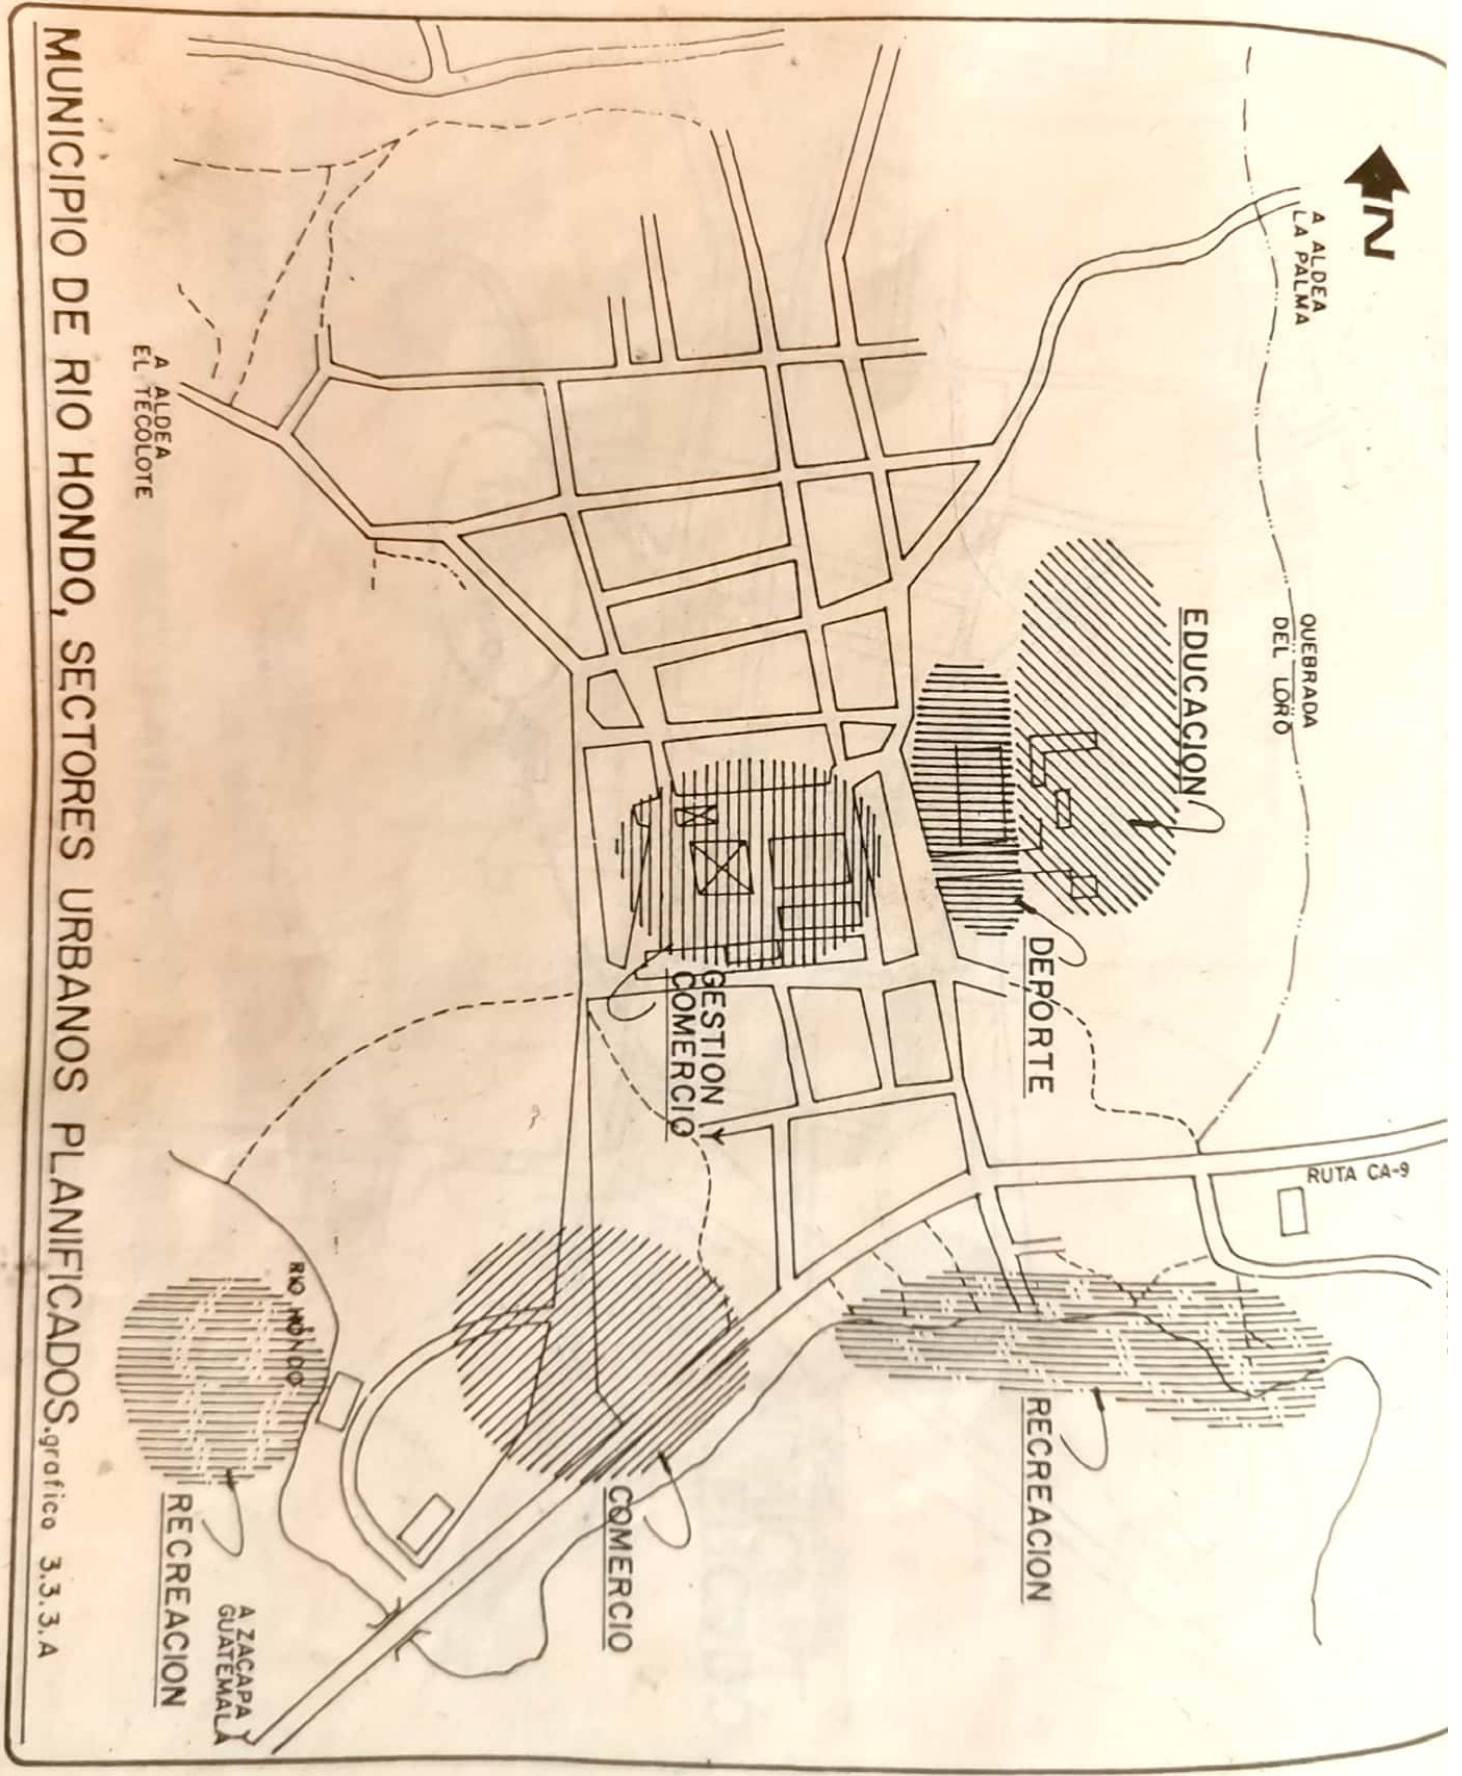 N
A ALDEA
LA PALMA
QUEBRADA
DEL LORO
EDUCACION
DEPORTE
RUTA CA-9
GESTION Y
COMERCIO
RECREACION
COMERCIO
A ALDEA
EL TECOLOTE
RIO HONDO
RECREACION
A ZACAPA Y
GUATEMALA
MUNICIPIO DE RIO HONDO, SECTORES URBANOS PLANIFICADOS.grafico 3.3.3.A